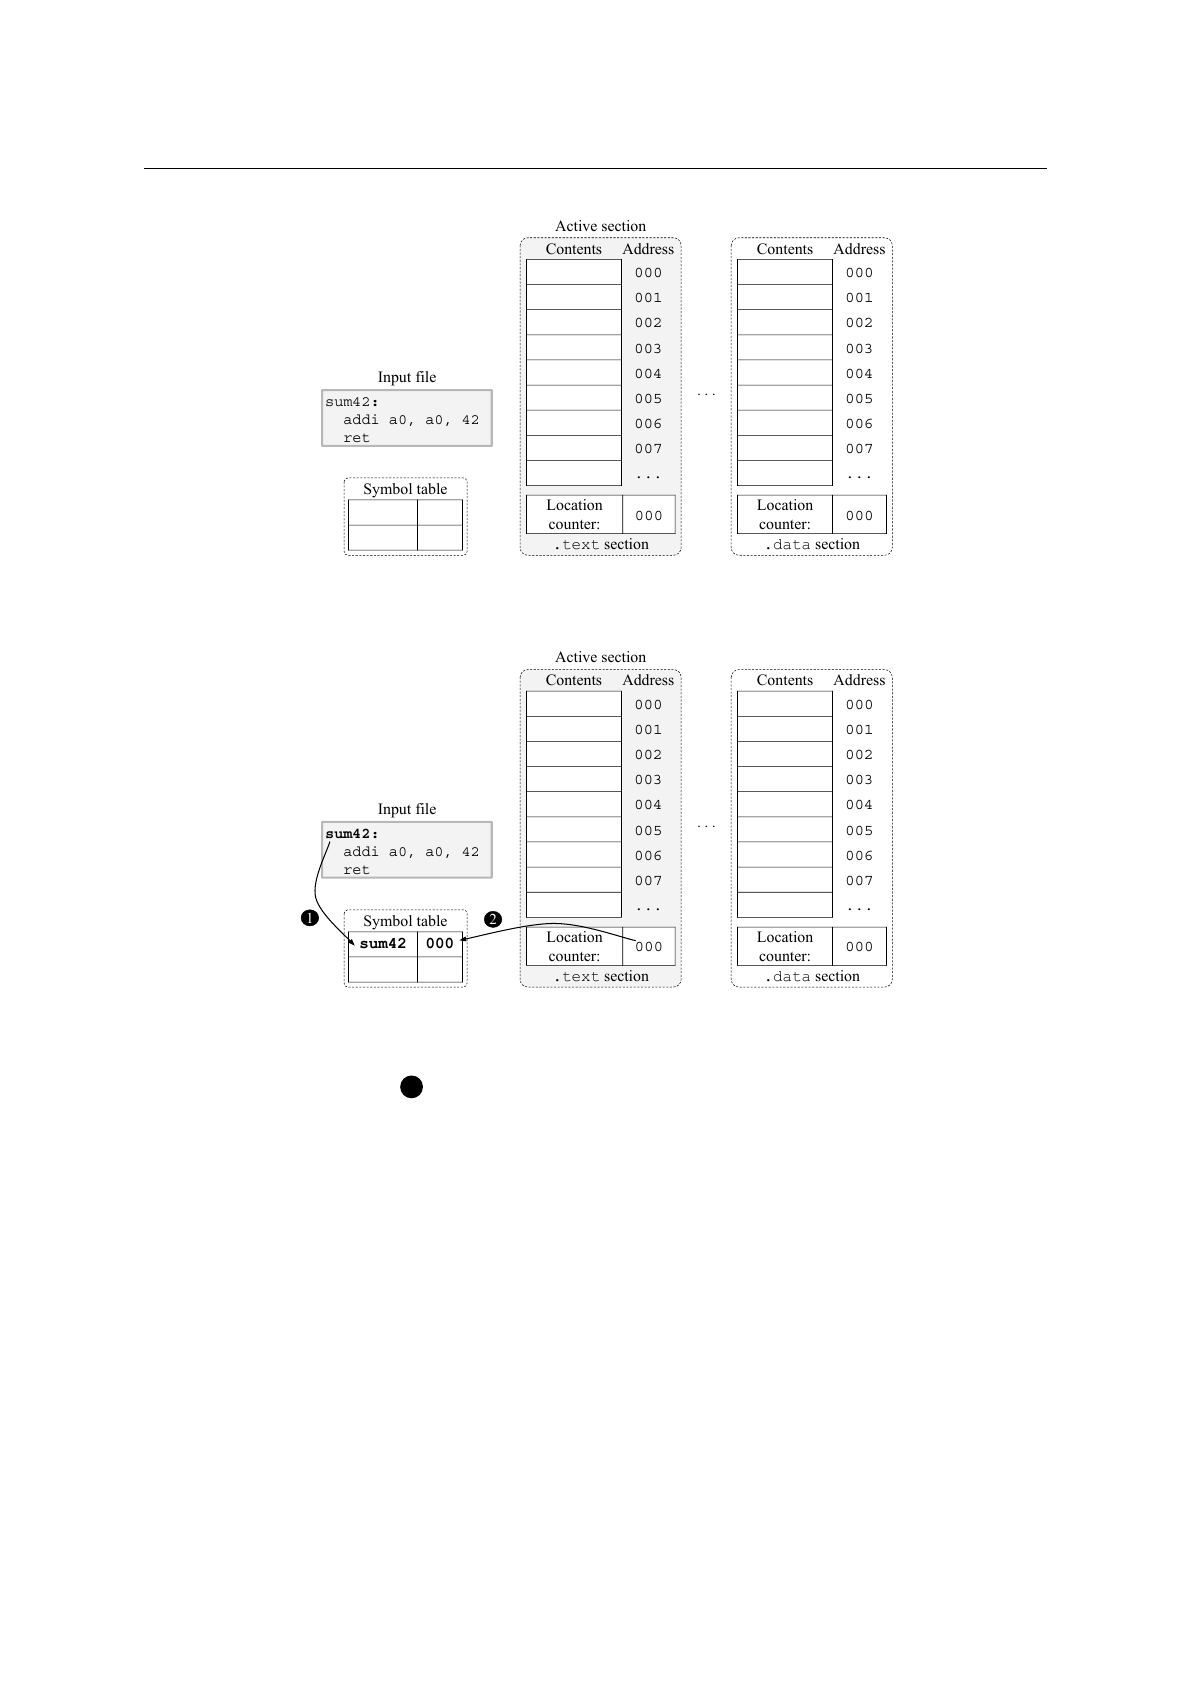 Active section
Contents Address Contents Address
000 000
001 001
002 002
003 003
Input file 004 004
sum42: 005 ... 005
addi a0, a0, 42 006 006
ret 007 007
Symbol table ... ...
Location counter: 000 Location counter: 000
.text section .data section
Active section
Contents Address Contents Address
000 000
001 001
002 002
003 003
Input file 004 004
sum42: 005 ... 005
addi a0, a0, 42 006 006
ret 007 007
... ...
1 Symbol table 2
sum42 000 Location counter: 000 Location counter: 000
.text section .data section